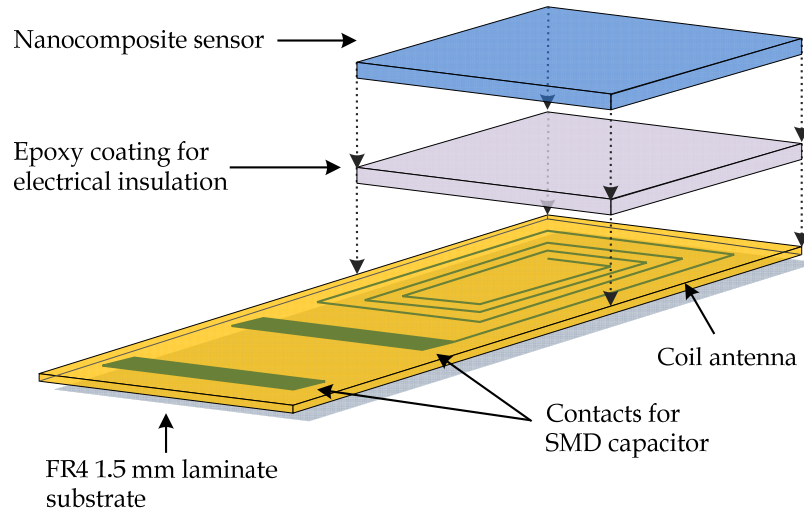 Nanocomposite sensor
Epoxy coating for
electrical insulation
Coil antenna
Contacts for
SMD capacitor
FR4 1.5 mm laminate
substrate